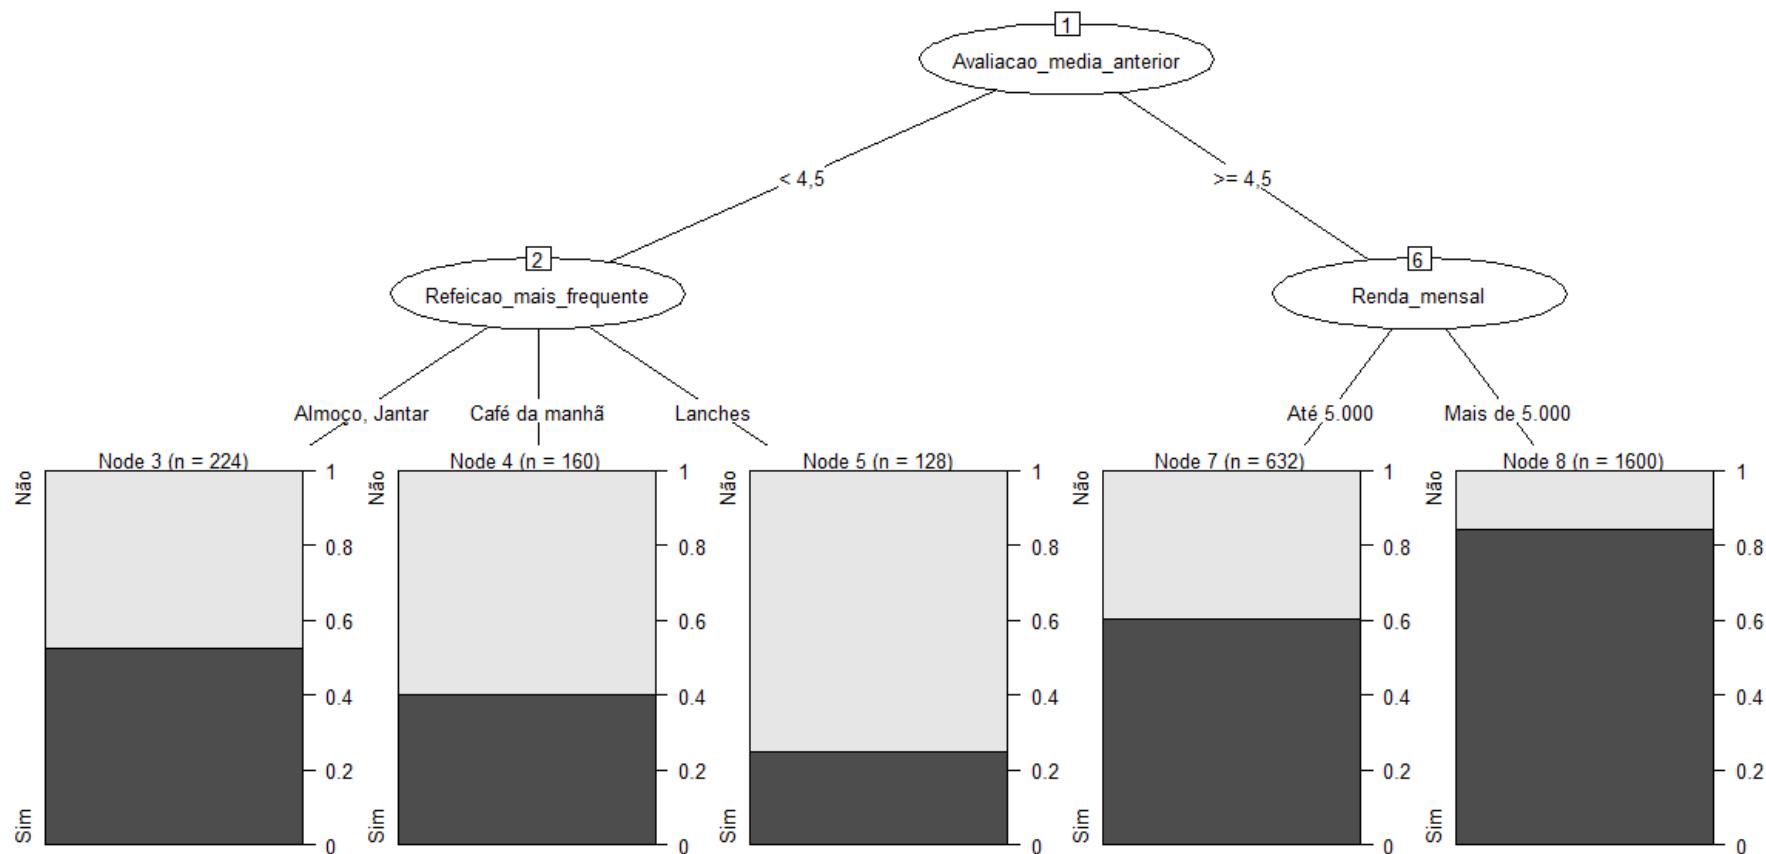 1
Avaliacao_media_anterior
< 4,5
>= 4,5
2
Refeicao_mais_frequente
6
Renda_mensal
Almoço, Jantar
Café da manhã
Lanches
Até 5.000
Mais de 5.000
Node 3 (n = 224)
Não
Sim
1
0.8
0.6
0.4
0.2
0
Node 4 (n = 160)
Não
Sim
1
0.8
0.6
0.4
0.2
0
Node 5 (n = 128)
Não
Sim
1
0.8
0.6
0.4
0.2
0
Node 7 (n = 632)
Não
Sim
1
0.8
0.6
0.4
0.2
0
Node 8 (n = 1600)
Não
Sim
1
0.8
0.6
0.4
0.2
0